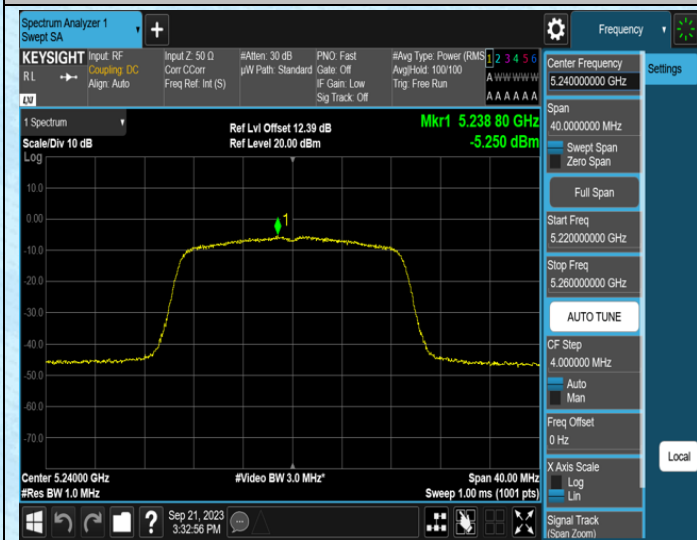 Spectrum Analyzer 1
Swept SA
+
Frequency
KEYSIGHT
Input: RF
Input Z: 50 Ω
#Atten: 30 dB
PNO: Fast
#Avg Type: Power (RMS
1 2 3 4 5 6
RL
Coupling: DC
Corr CCorr
µW Path: Standard
Gate: Off
Avg|Hold: 100/100
A WW WW W
Align: Auto
Freq Ref: Int (S)
IF Gain: Low
Trig: Free Run
Sig Track: Off
A A A A A A
LXI
1 Spectrum
Scale/Div 10 dB
Ref Lvl Offset 12.39 dB
Ref Level 20.00 dBm
Mkr1 5.238 80 GHz
-5.250 dBm
Log
10.0
0.00
-10.0
-20.0
-30.0
-40.0
-50.0
-60.0
-70.0
1
Center 5.24000 GHz
#Video BW 3.0 MHz*
Span 40.00 MHz
#Res BW 1.0 MHz
Sweep 1.00 ms (1001 pts)
?
Sep 21, 2023
3:32:56 PM
Center Frequency
5.240000000 GHz
Settings
Span
40.0000000 MHz
Swept Span
Zero Span
Full Span
Start Freq
5.220000000 GHz
Stop Freq
5.260000000 GHz
AUTO TUNE
CF Step
4.000000 MHz
Auto
Man
Freq Offset
0 Hz
X Axis Scale
Log
Lin
Local
Signal Track
(Span Zoom)